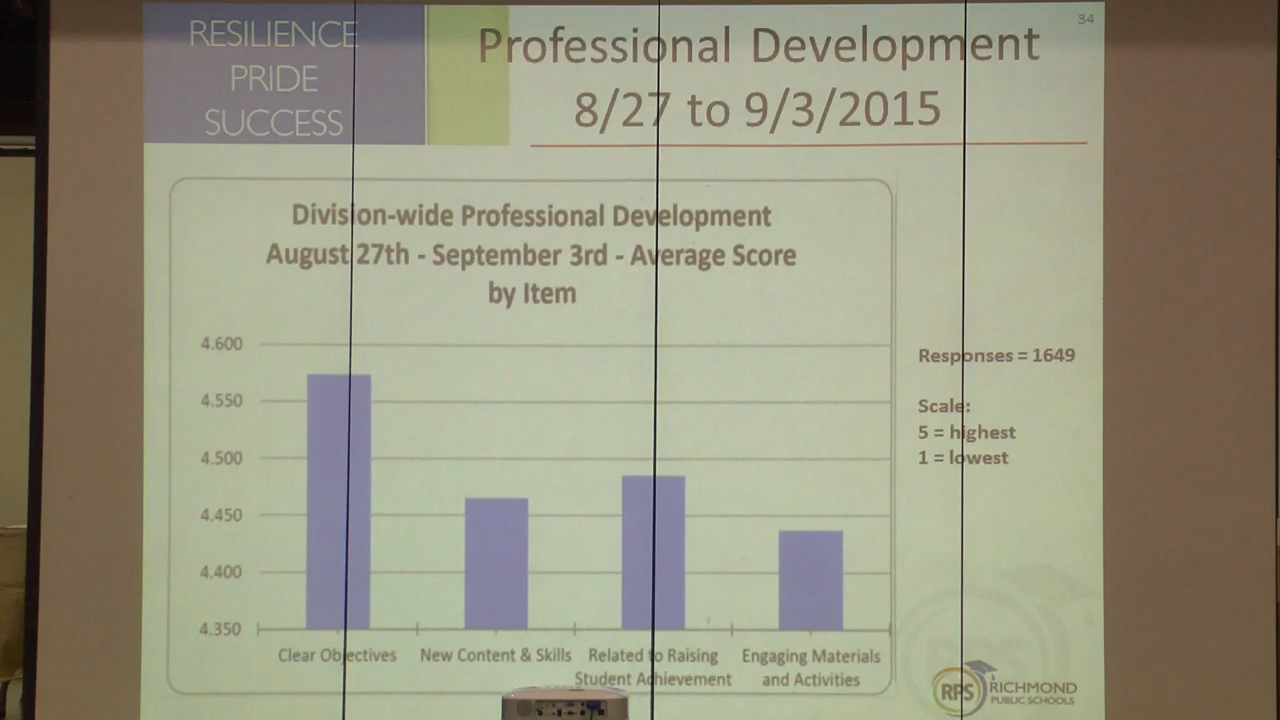 RESILIENCE
PRIDE
SUCCESS
Professional Development
8/27 to 9/3/2015
34
Division-wide Professional Development
August 27th - September 3rd - Average Score
by Item
4.600
4.550
4.500
4.450
4.400
4.350
Clear Objectives
New Content & Skills
Related to Raising
Student Achievement
Engaging Materials
and Activities
Responses = 1649
Scale:
5 = highest
1 = lowest
RPS
RICHMOND
PUBLIC SCHOOLS